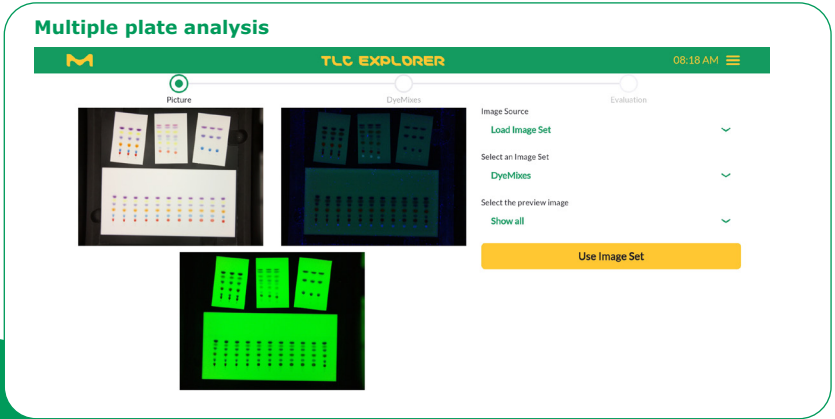 Multiple plate analysis
TLC EXPLORER
08:18 AM
Picture
DyeMixes
Evaluation
Image Source
Load Image Set
Select an Image Set
DyeMixes
Select the preview image
Show all
Use Image Set